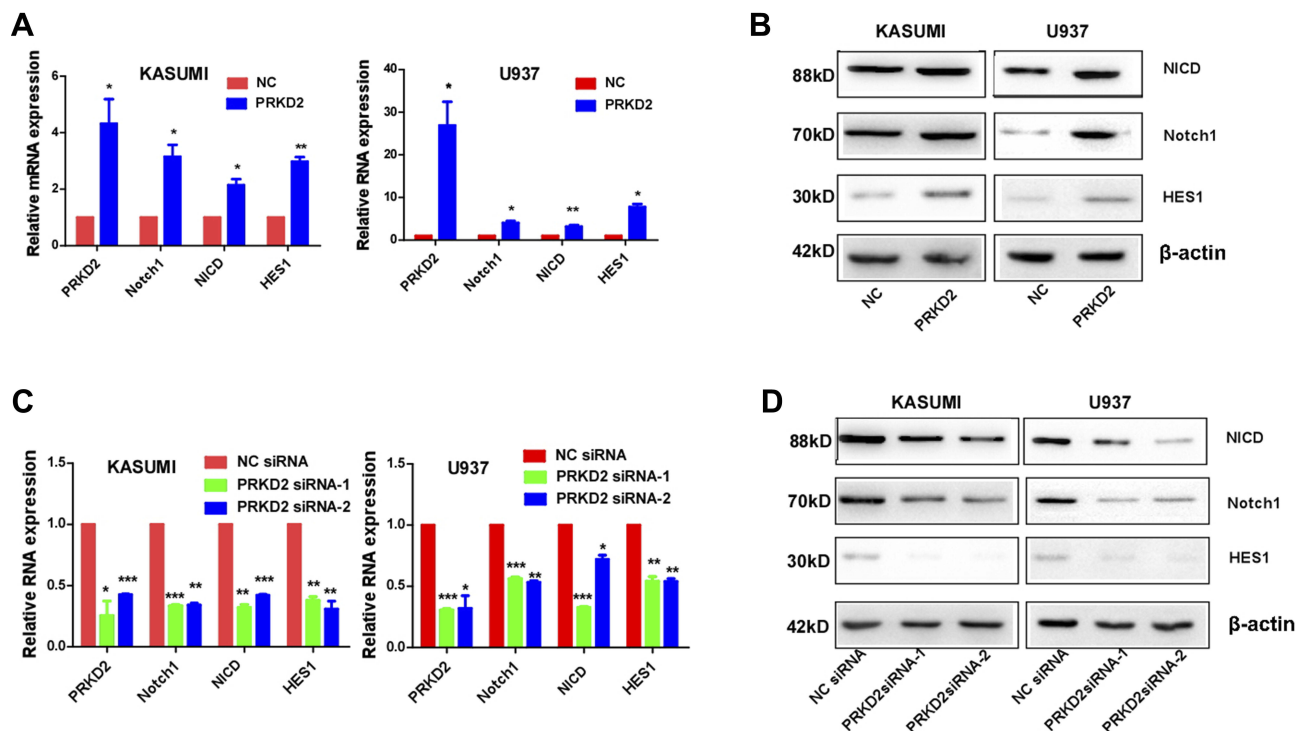 A
KASUMI
NC
PRKD2
Relative mRNA expression
6
4
2
0
*
*
*
**
PRKD2
Notch1
NICD
HES1
U937
NC
PRKD2
Relative RNA expression
40
30
20
10
0
*
*
**
*
PRKD2
Notch1
NICD
HES1
B
KASUMI
U937
88kD
NICD
70kD
Notch1
30kD
HES1
42kD
β-actin
NC
PRKD2
NC
PRKD2
C
KASUMI
NC siRNA
PRKD2 siRNA-1
PRKD2 siRNA-2
Relative RNA expression
1.5
1.0
0.5
0.0
*
***
***
**
**
***
**
**
PRKD2
Notch1
NICD
HES1
U937
NC siRNA
PRKD2 siRNA-1
PRKD2 siRNA-2
Relative RNA expression
1.5
1.0
0.5
0.0
***
*
***
**
***
*
**
**
PRKD2
Notch1
NICD
HES1
D
KASUMI
U937
88kD
NICD
70kD
Notch1
30kD
HES1
42kD
β-actin
NC siRNA
PRKD2siRNA-1
PRKD2siRNA-2
NC siRNA
PRKD2siRNA-1
PRKD2siRNA-2